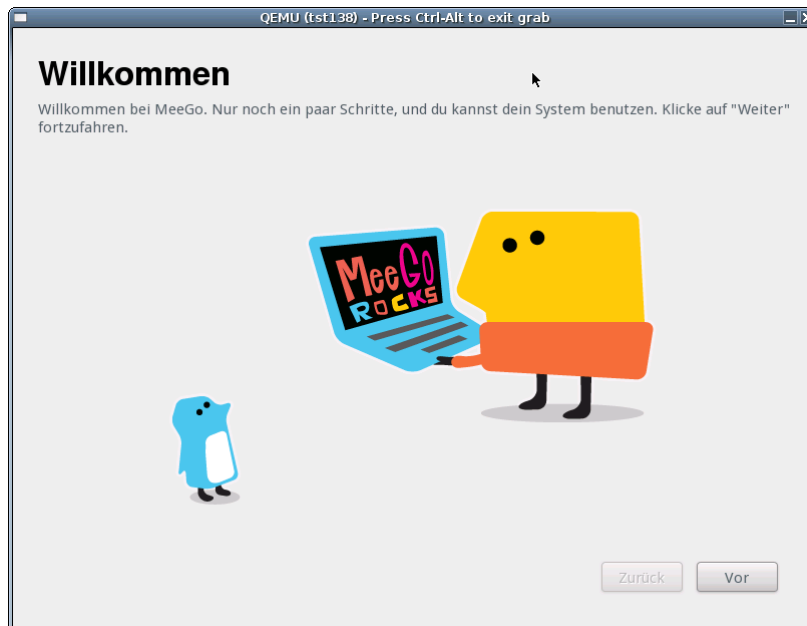 QEMU (tst138) - Press Ctrl-Alt to exit grab
Willkommen
Willkommen bei MeeGo. Nur noch ein paar Schritte, und du kannst dein System benutzen. Klicke auf "Weiter"
fortzufahren.
MeeGo
ROCKS
Zurück
Vor